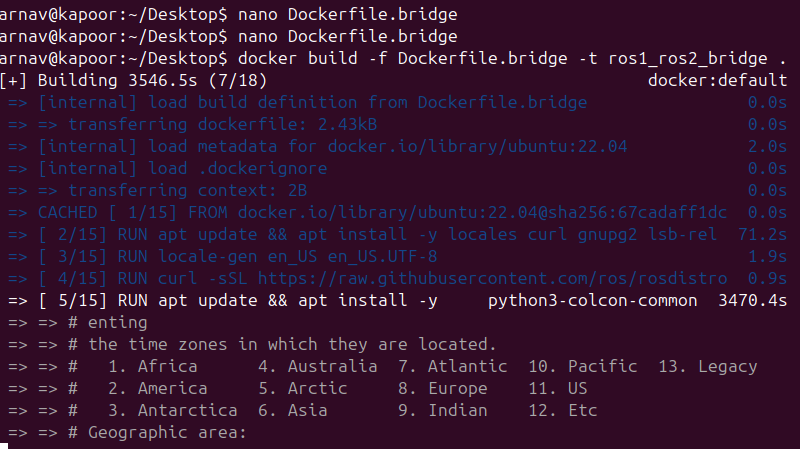 arnav@kapoor:~/Desktop$ nano Dockerfile.bridge
arnav@kapoor:~/Desktop$ nano Dockerfile.bridge
arnav@kapoor:~/Desktop$ docker build -f Dockerfile.bridge -t ros1_ros2_bridge .
[+] Building 3546.5s (7/18) docker:default
=> [internal] load build definition from Dockerfile.bridge 0.0s
=> => transferring dockerfile: 2.43kB 0.0s
=> [internal] load metadata for docker.io/library/ubuntu:22.04 2.0s
=> [internal] load .dockerignore 0.0s
=> => transferring context: 2B 0.0s
=> CACHED [ 1/15] FROM docker.io/library/ubuntu:22.04@sha256:67cadaff1dc 0.0s
=> [ 2/15] RUN apt update && apt install -y locales curl gnupg2 lsb-rel 71.2s
=> [ 3/15] RUN locale-gen en_US en_US.UTF-8 1.9s
=> [ 4/15] RUN curl -sSL https://raw.githubusercontent.com/ros/rosdistro 0.9s
=> [ 5/15] RUN apt update && apt install -y     python3-colcon-common 3470.4s
=> => # enting
=> => # the time zones in which they are located.
=> => #   1. Africa      4. Australia  7. Atlantic  10. Pacific  13. Legacy
=> => #   2. America     5. Arctic     8. Europe    11. US
=> => #   3. Antarctica  6. Asia       9. Indian    12. Etc
=> => # Geographic area: